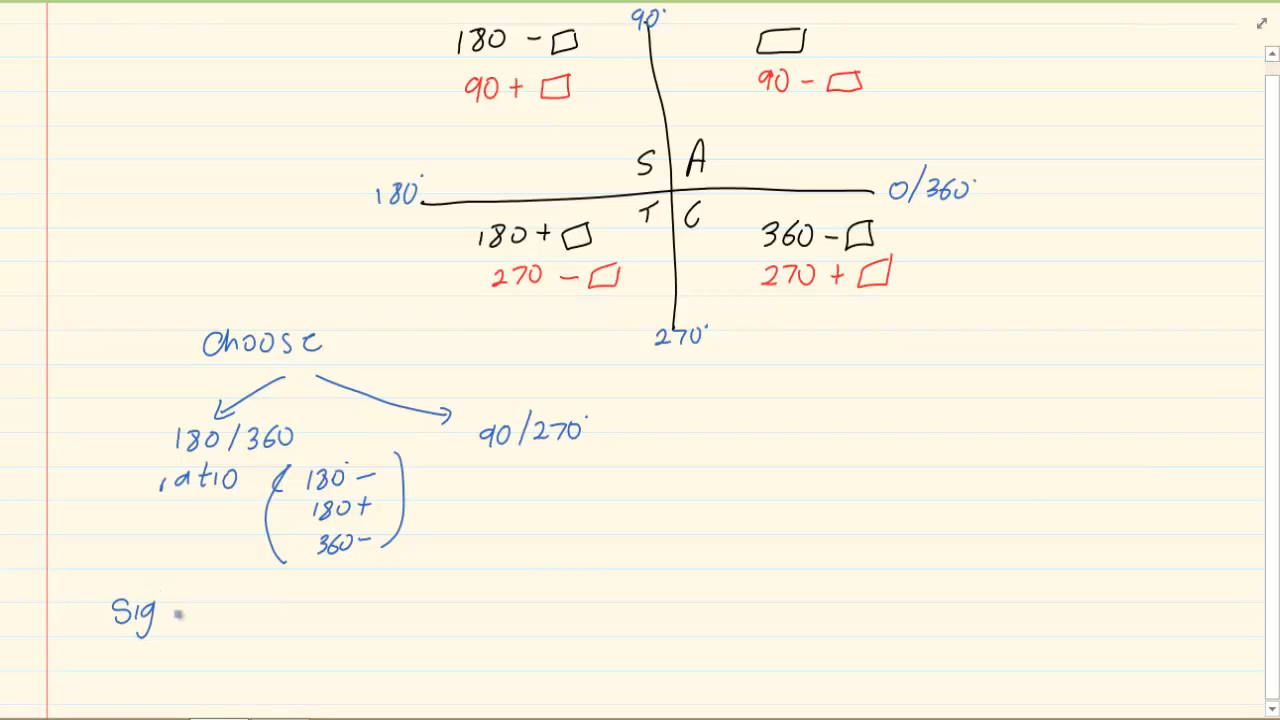 90°
180 - □
□
90 + □
90 - □
S A
180°
0/360°
T C
180 + □
360 - □
270 - □
270 + □
270°
Choose
180/360
90/270°
ratio ( 180° -
180 +
360 - )
Sig